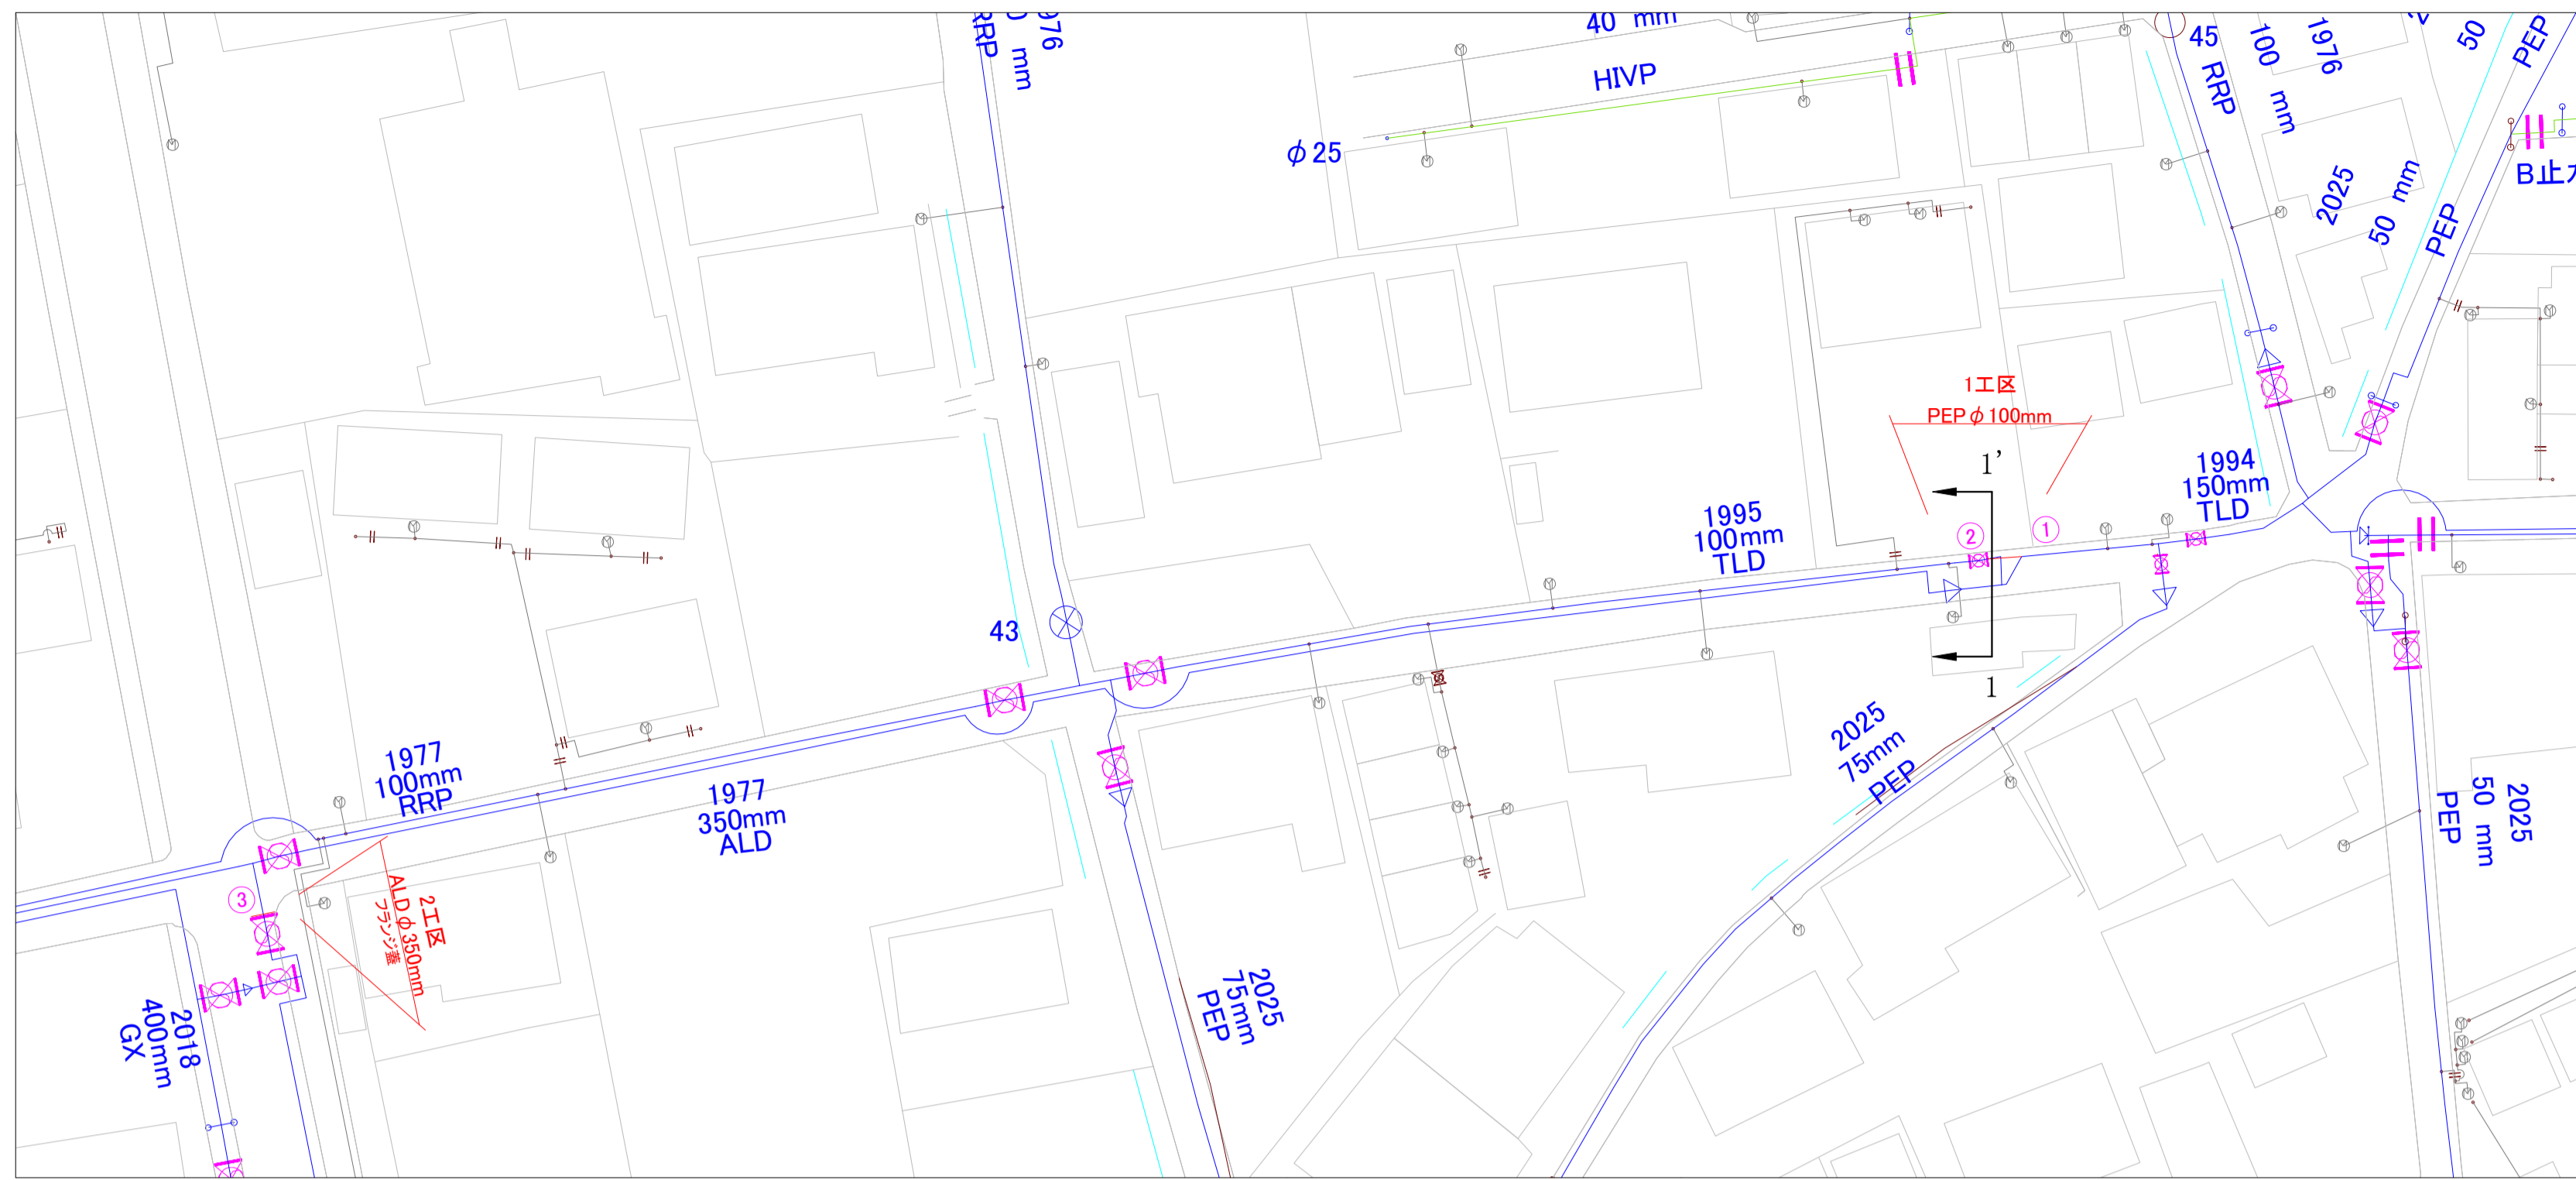 1976
RRP
mm
40 mm
HIVP
φ25
45
RRP
100 mm
1976
50
PEP
2025
50 mm
PEP
B止
1工区
PEPφ100mm
1'
1
1994
150mm
TLD
1995
100mm
TLD
②
①
43
1977
100mm
RRP
1977
350mm
ALD
2025
75mm
PEP
2025
50 mm
PEP
③
2工区
ALDφ350mm
フランジ蓋
2018
400mm
GX
2025
75mm
PEP